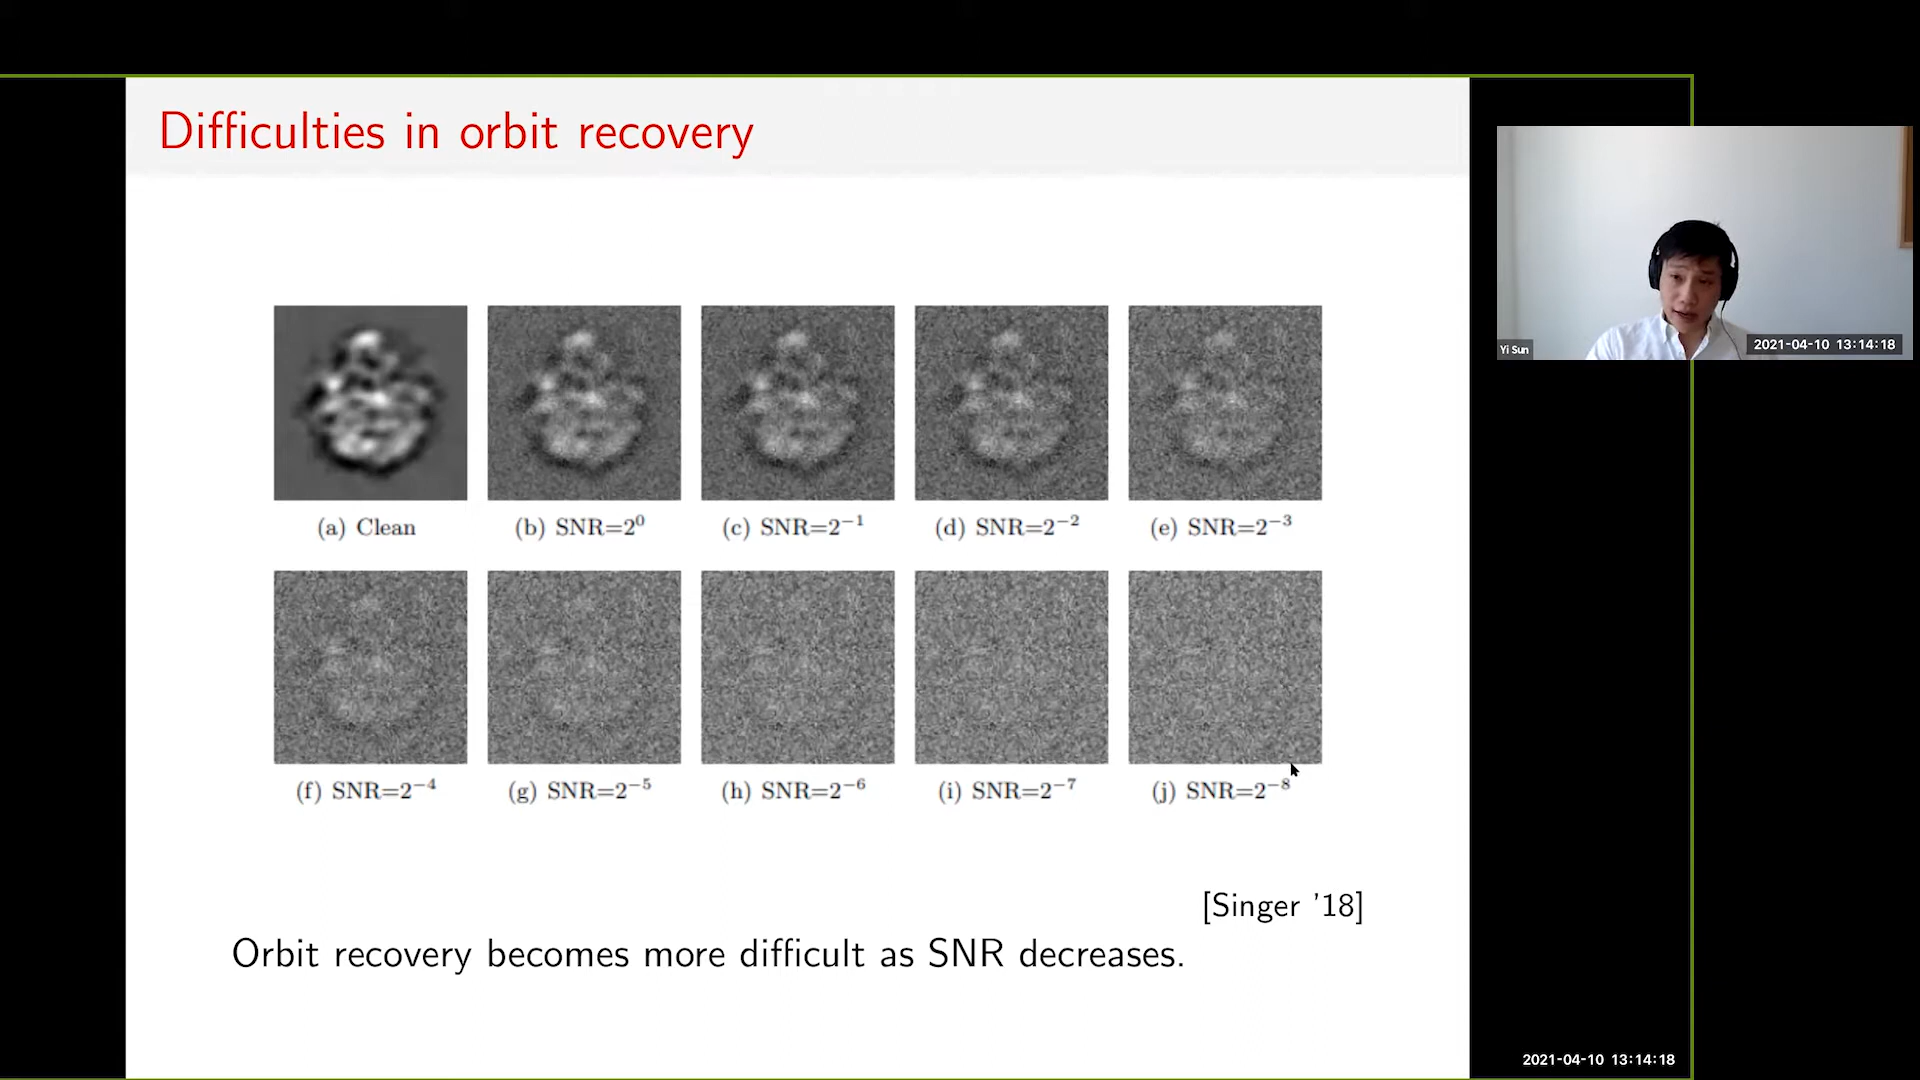 Difficulties in orbit recovery
(a) Clean
(b) SNR=2⁰
(c) SNR=2⁻¹
(d) SNR=2⁻²
(e) SNR=2⁻³
(f) SNR=2⁻⁴
(g) SNR=2⁻⁵
(h) SNR=2⁻⁶
(i) SNR=2⁻⁷
(j) SNR=2⁻⁸
[Singer '18]
Orbit recovery becomes more difficult as SNR decreases.
Yi Sun
2021-04-10 13:14:18
2021-04-10 13:14:18